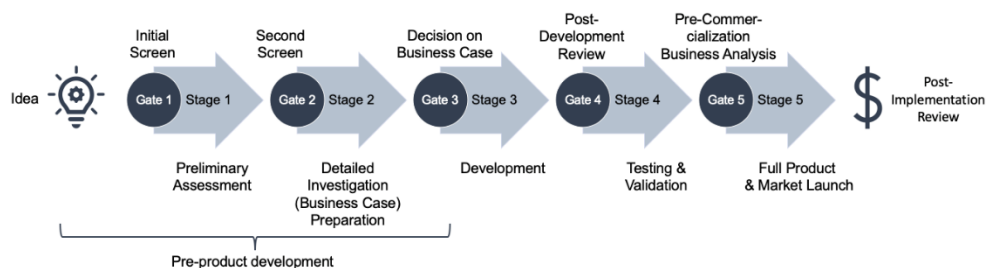 Idea
Initial
Screen
Gate 1
Stage 1
Preliminary
Assessment
Second
Screen
Gate 2
Stage 2
Detailed
Investigation
(Business Case)
Preparation
Decision on
Business Case
Gate 3
Stage 3
Development
Post-
Development
Review
Gate 4
Stage 4
Testing &
Validation
Pre-Commer-
cialization
Business Analysis
Gate 5
Stage 5
Full Product
& Market Launch
$
Post-
Implementation
Review
Pre-product development